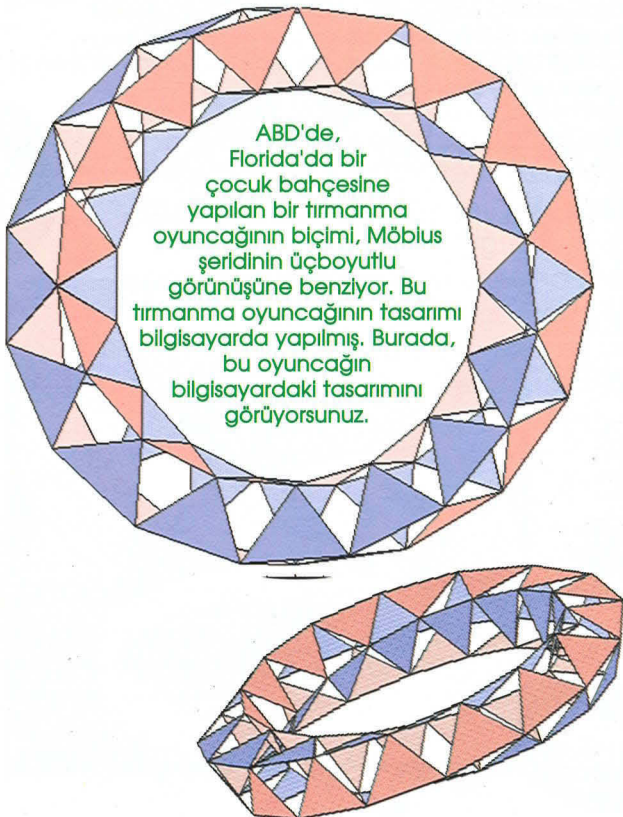 ABD'de,
Florida'da bir
çocuk bahçesine
yapılan bir tırmanma
oyuncağının biçimi, Möbius
şeridinin üçboyutlu
görünüşüne benziyor. Bu
tırmanma oyuncağının tasarımı
bilgisayarda yapılmış. Burada,
bu oyuncağın
bilgisayardaki tasarımını
görüyorsunuz.